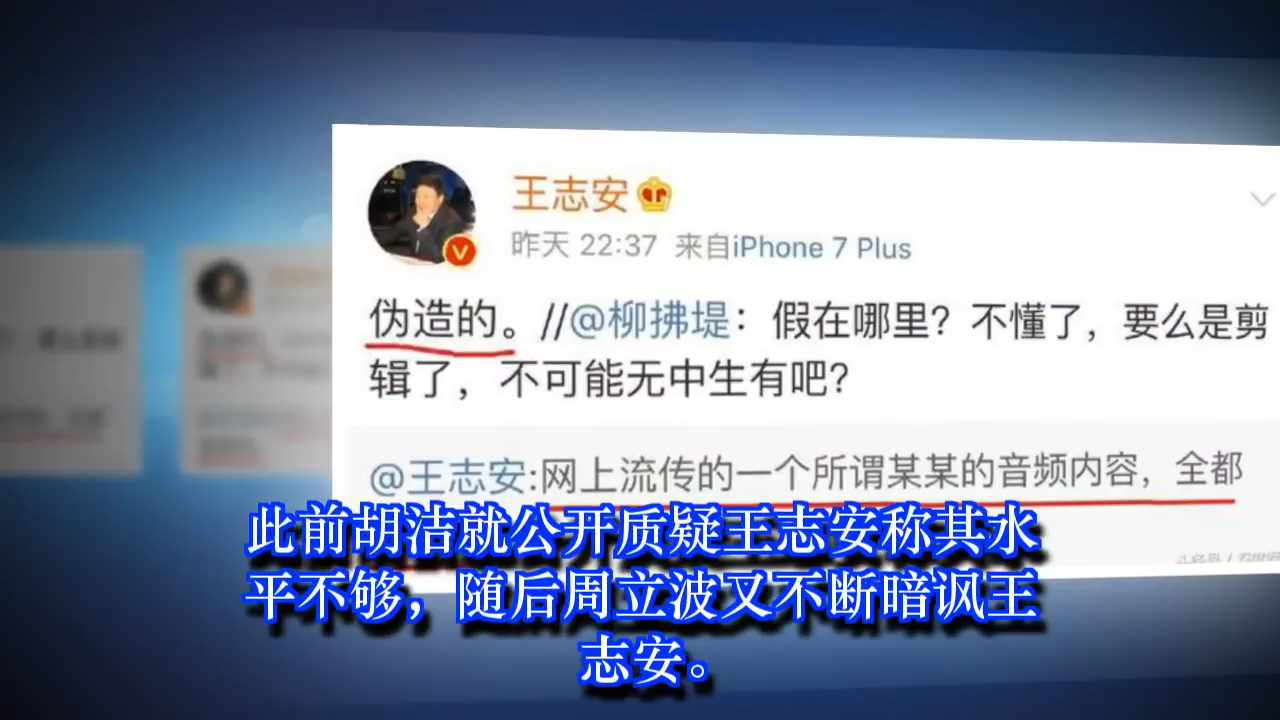 王志安
昨天 22:37 来自iPhone 7 Plus
伪造的。//@柳拂堤：假在哪里？不懂了，要么是剪
辑了，不可能无中生有吧？
@王志安:网上流传的一个所谓某某的音频内容，全都
此前胡洁就公开质疑王志安称其水
平不够，随后周立波又不断暗讽王
志安。